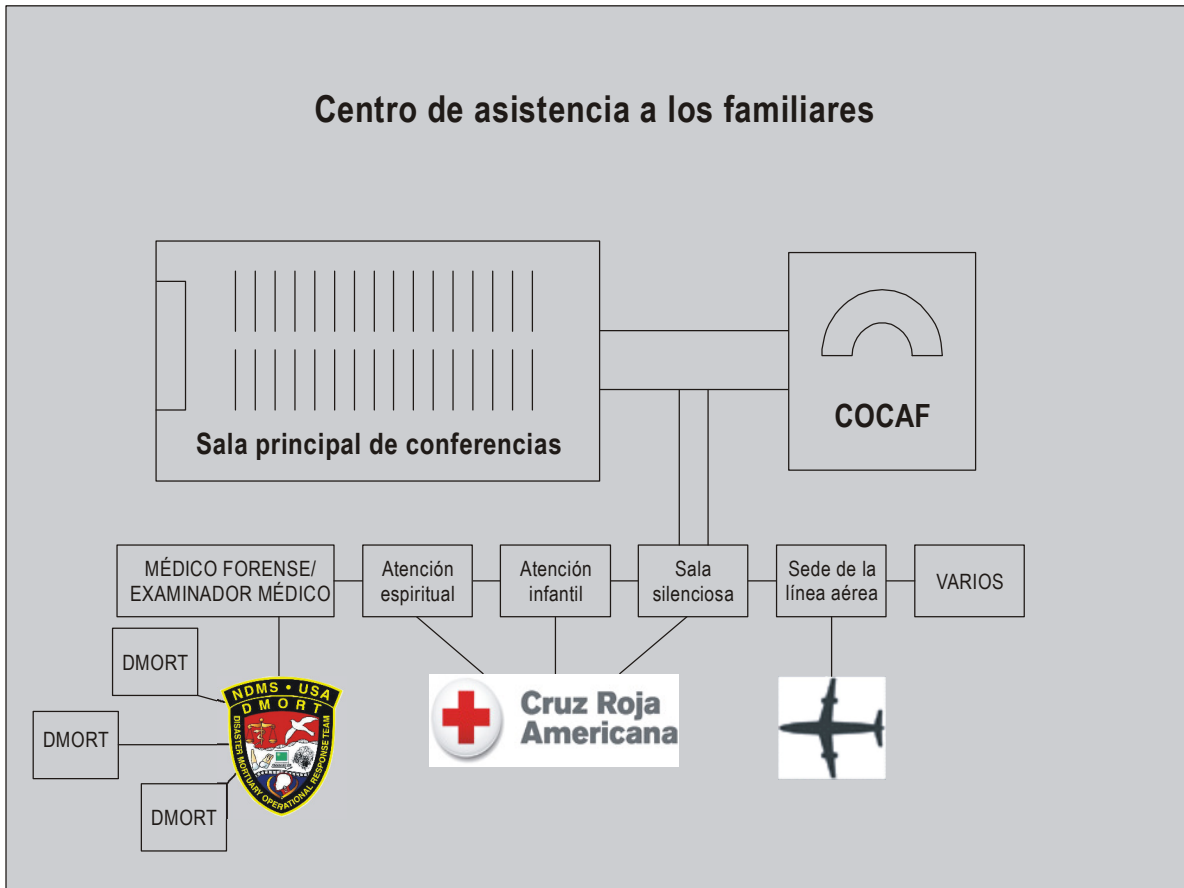 Centro de asistencia a los familiares
Sala principal de conferencias
COCAF
MÉDICO FORENSE/
EXAMINADOR MÉDICO
Atención
espiritual
Atención
infantil
Sala
silenciosa
Sede de la
línea aérea
VARIOS
DMORT
DMORT
DMORT
NDMS • USA
DMORT
DISASTER MORTUARY OPERATIONAL RESPONSE TEAM
Cruz Roja
Americana